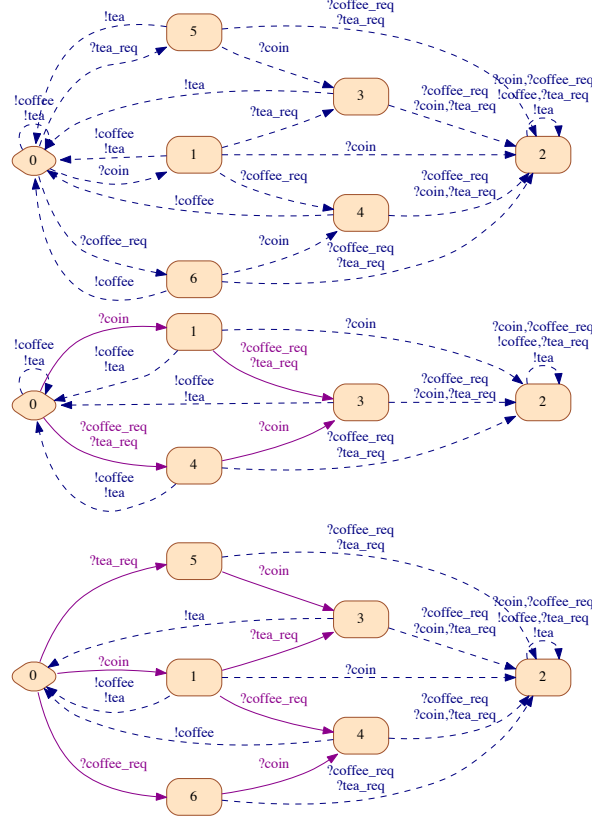 ?coffee_req
?tea_req
!tea
5
?tea_req
?coin
?coin,?coffee_req
!coffee,?tea_req
!tea
!tea
3
?coffee_req
?coin,?tea_req
!coffee
!tea
?tea_req
!coffee
!tea
0
1
?coin
2
?coin
?coffee_req
!coffee
4
?coffee_req
?coin,?tea_req
?coffee_req
?coin
?coffee_req
?tea_req
!coffee
6
?coin
1
?coin
?coin,?coffee_req
!coffee,?tea_req
!tea
!coffee
!tea
!coffee
!tea
?coffee_req
?tea_req
0
!coffee
!tea
3
?coffee_req
?coin,?tea_req
2
?coffee_req
?tea_req
?coin
?coffee_req
?tea_req
4
!coffee
!tea
?coffee_req
?tea_req
?tea_req
5
?coin
?coin,?coffee_req
!coffee,?tea_req
!tea
!tea
3
?coffee_req
?coin,?tea_req
?tea_req
0
?coin
1
?coin
2
!coffee
!tea
?coffee_req
!coffee
4
?coffee_req
?coin,?tea_req
?coffee_req
?coin
?coffee_req
?tea_req
6